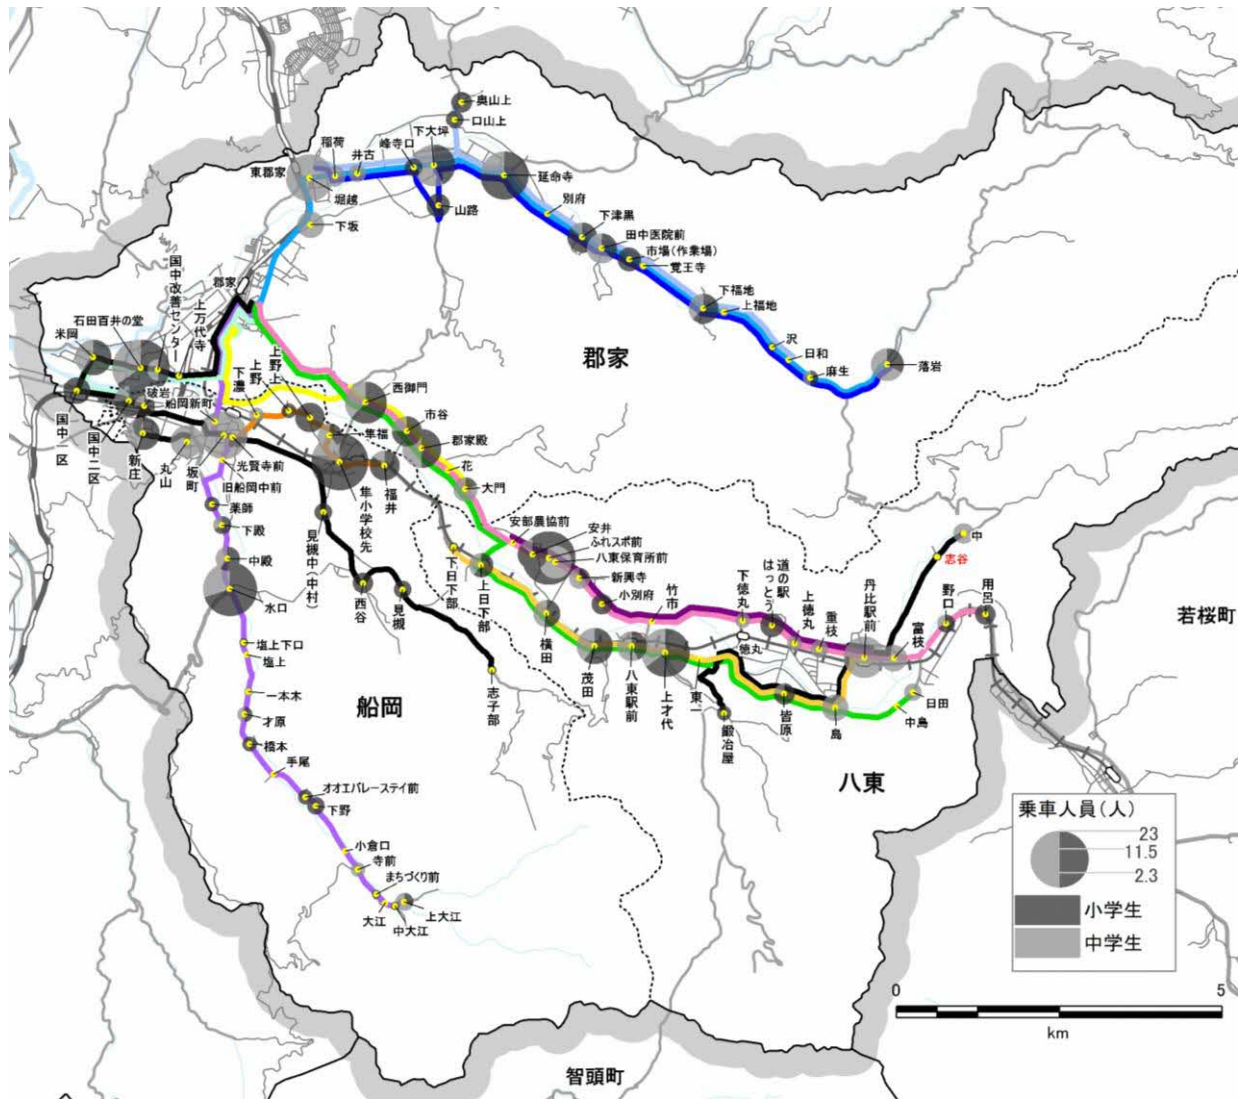 奥山上
口山上
下大坪
峰寺口
井古
稲荷
東郡家
堀越
延命寺
山路
別府
下坂
下津黒
田中医院前
市場(作業場)
覚王寺
国中改善センター
郡家
上万代寺
石田百井の堂
米岡
下福地
上福地
沢
日和
麻生
落岩
郡家
上野上
上野
下濃
西御門
破岩
船岡新町
市谷
郡家殿
国中一区
国中二区
新庄
丸山
坂町
光賢寺前
旧船岡中前
隼福
隼小学校先
福井
花
大門
薬師
下殿
中殿
水口
見槻中(中村)
西谷
見槻
志子部
安部農協前
安井
ふれスポ前
八東保育所前
新興寺
小別府
下日下部
上日下部
横田
茂田
八東駅前
竹市
上才代
下徳丸
徳丸
道の駅
はっとう
上徳丸
重枝
丹比駅前
富枝
野口
用呂
中
志谷
東二
鍛冶屋
皆原
島
中島
日田
若桜町
塩上下口
塩上
一本木
才原
橋本
手尾
船岡
オオエバレーステイ前
下野
小倉口
寺前
まちづくり前
大江
中大江
上大江
八東
乗車人員(人)
23
11.5
2.3
小学生
中学生
0
5
km
智頭町